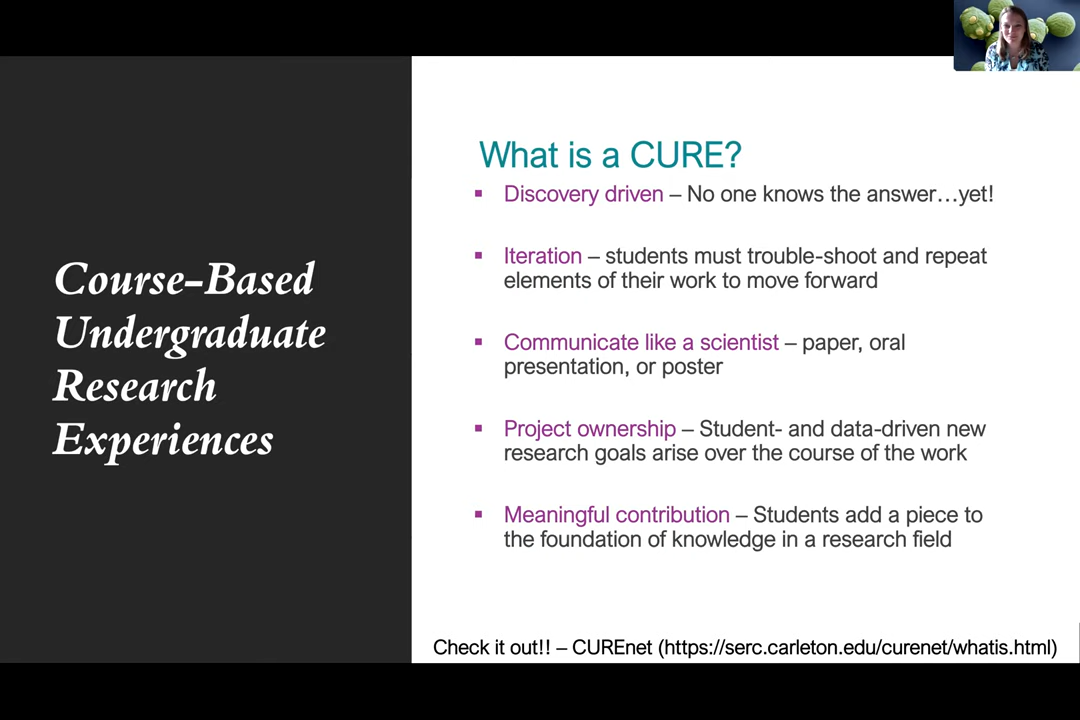 Course-Based
Undergraduate
Research
Experiences
What is a CURE?
▪ Discovery driven – No one knows the answer…yet!
▪ Iteration – students must trouble-shoot and repeat
elements of their work to move forward
▪ Communicate like a scientist – paper, oral
presentation, or poster
▪ Project ownership – Student- and data-driven new
research goals arise over the course of the work
▪ Meaningful contribution – Students add a piece to
the foundation of knowledge in a research field
Check it out!! – CUREnet (https://serc.carleton.edu/curenet/whatis.html)